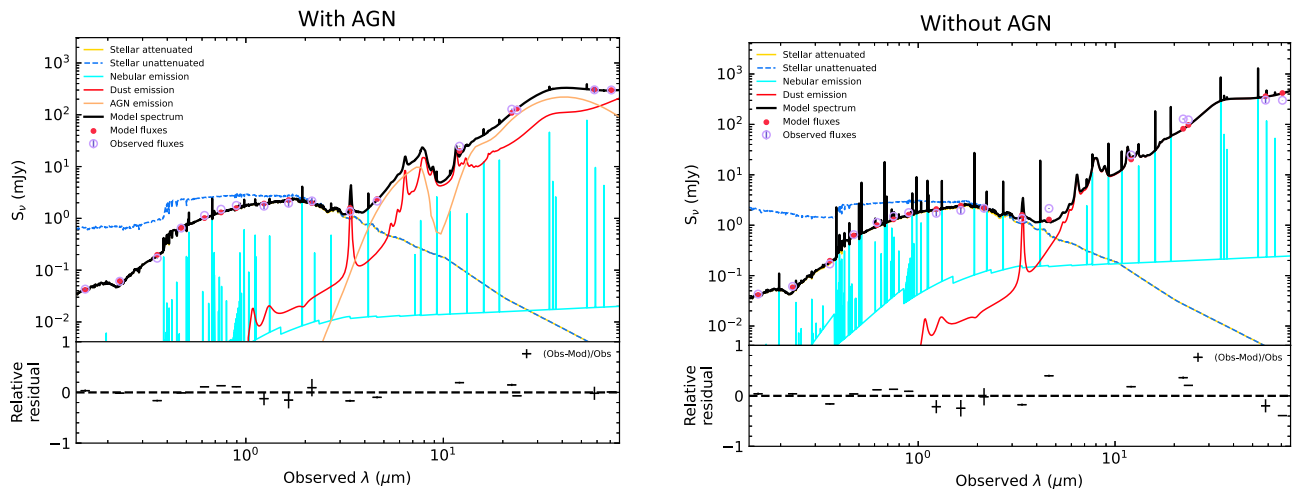 With AGN
Stellar attenuated
Stellar unattenuated
Nebular emission
Dust emission
AGN emission
Model spectrum
Model fluxes
Observed fluxes
10³
10²
10¹
10⁰
10⁻¹
10⁻²
S_ν (mJy)
1
0
−1
Relative
residual
(Obs-Mod)/Obs
10⁰
10¹
Observed λ (μm)
Without AGN
Stellar attenuated
Stellar unattenuated
Nebular emission
Dust emission
Model spectrum
Model fluxes
Observed fluxes
10³
10²
10¹
10⁰
10⁻¹
10⁻²
S_ν (mJy)
1
0
−1
Relative
residual
(Obs-Mod)/Obs
10⁰
10¹
Observed λ (μm)